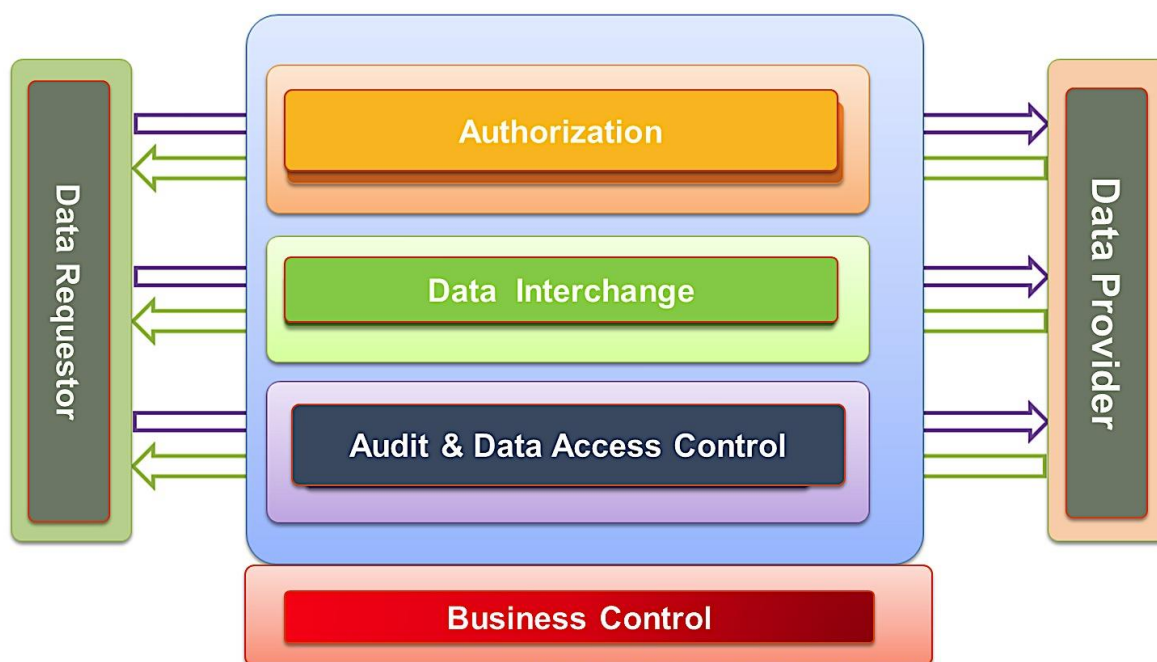 Data Requestor
Authorization
Data Interchange
Audit & Data Access Control
Business Control
Data Provider